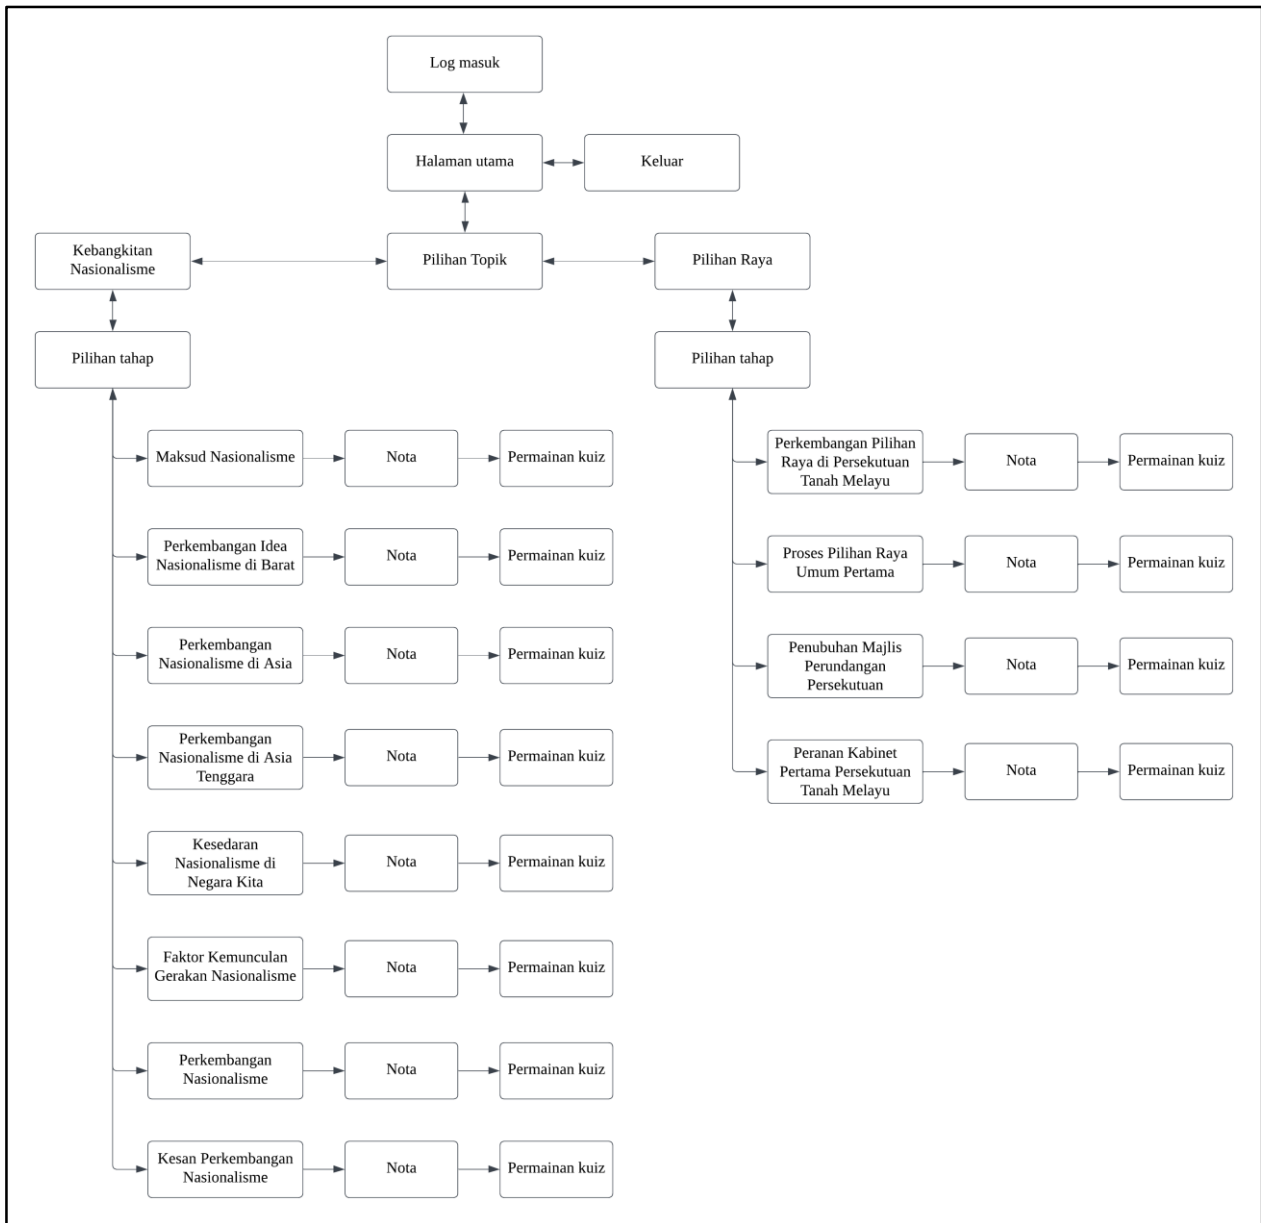 Log masuk
Halaman utama
Keluar
Kebangkitan
Nasionalisme
Pilihan Topik
Pilihan Raya
Pilihan tahap
Pilihan tahap
Maksud Nasionalisme
Nota
Permainan kuiz
Perkembangan Idea
Nasionalisme di Barat
Nota
Permainan kuiz
Perkembangan
Nasionalisme di Asia
Nota
Permainan kuiz
Perkembangan
Nasionalisme di Asia
Tenggara
Nota
Permainan kuiz
Kesedaran
Nasionalisme di
Negara Kita
Nota
Permainan kuiz
Faktor Kemunculan
Gerakan Nasionalisme
Nota
Permainan kuiz
Perkembangan
Nasionalisme
Nota
Permainan kuiz
Kesan Perkembangan
Nasionalisme
Nota
Permainan kuiz
Perkembangan Pilihan
Raya di Persekutuan
Tanah Melayu
Nota
Permainan kuiz
Proses Pilihan Raya
Umum Pertama
Nota
Permainan kuiz
Penubuhan Majlis
Perundangan
Persekutuan
Nota
Permainan kuiz
Peranan Kabinet
Pertama Persekutuan
Tanah Melayu
Nota
Permainan kuiz